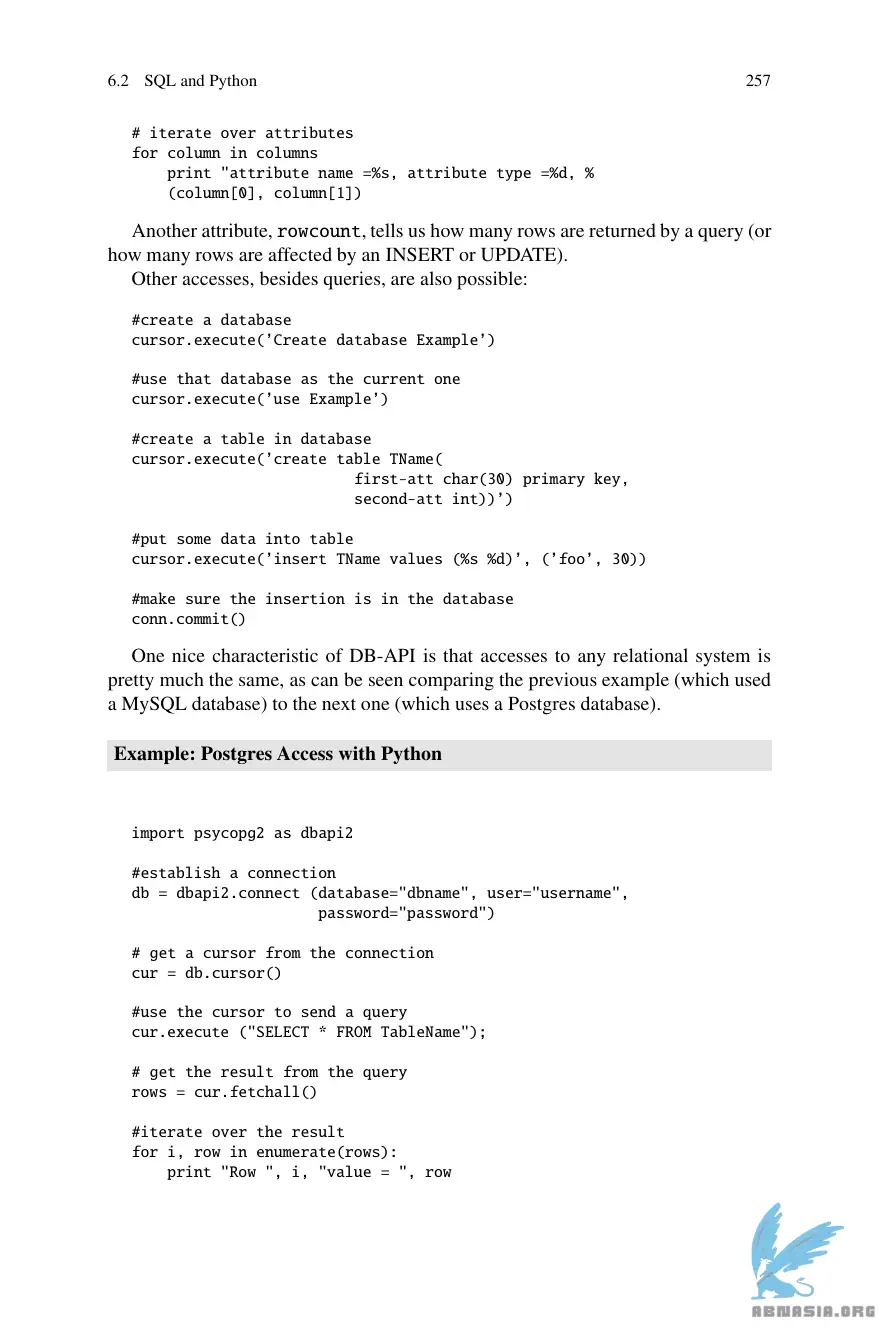 6.2 SQL and Python 257
# iterate over attributes
for column in columns
    print "attribute name =%s, attribute type =%d, %
    (column[0], column[1])
Another attribute, rowcount, tells us how many rows are returned by a query (or
how many rows are affected by an INSERT or UPDATE).
Other accesses, besides queries, are also possible:
#create a database
cursor.execute(’Create database Example’)
#use that database as the current one
cursor.execute(’use Example’)
#create a table in database
cursor.execute(’create table TName(
                         first-att char(30) primary key,
                         second-att int))’)
#put some data into table
cursor.execute(’insert TName values (%s %d)’, (’foo’, 30))
#make sure the insertion is in the database
conn.commit()
One nice characteristic of DB-API is that accesses to any relational system is
pretty much the same, as can be seen comparing the previous example (which used
a MySQL database) to the next one (which uses a Postgres database).
Example: Postgres Access with Python
import psycopg2 as dbapi2
#establish a connection
db = dbapi2.connect (database="dbname", user="username",
                     password="password")
# get a cursor from the connection
cur = db.cursor()
#use the cursor to send a query
cur.execute ("SELECT * FROM TableName");
# get the result from the query
rows = cur.fetchall()
#iterate over the result
for i, row in enumerate(rows):
    print "Row ", i, "value = ", row
ABNASIA.ORG